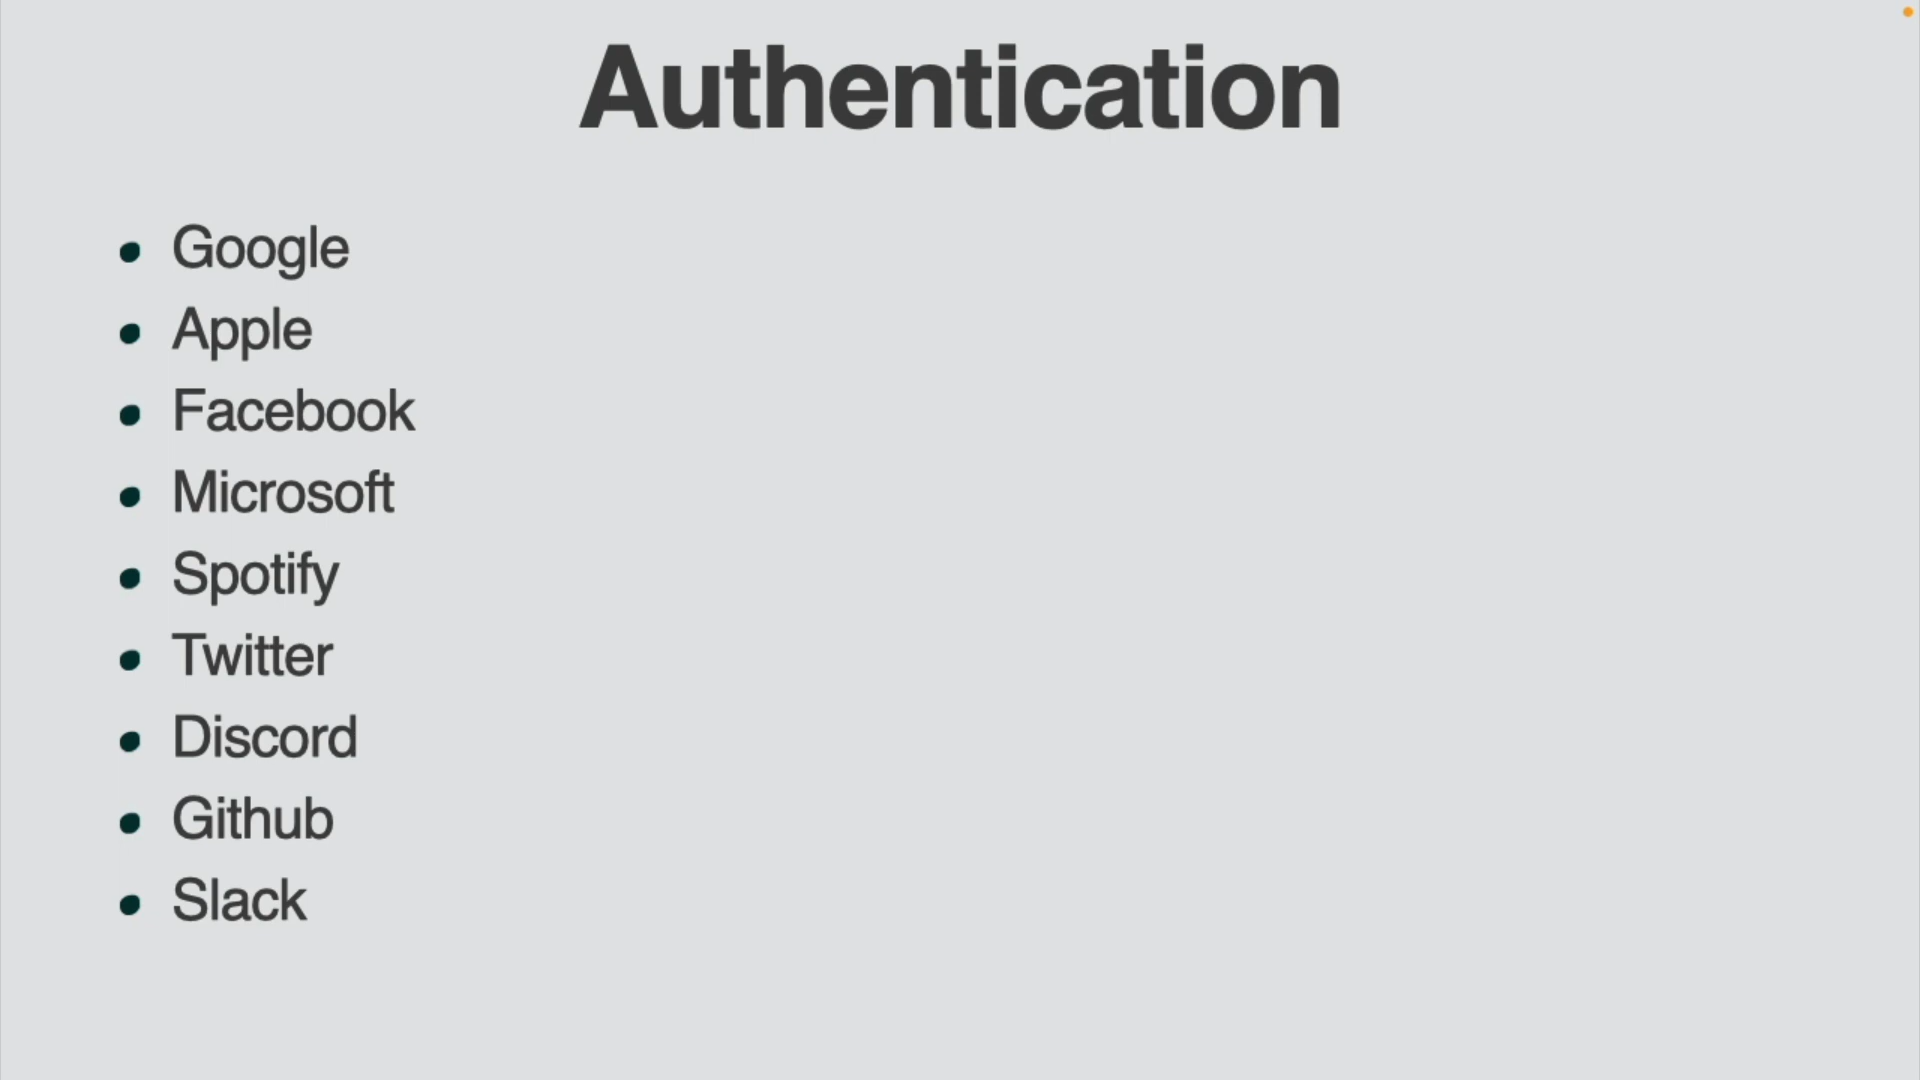 Authentication
Google
Apple
Facebook
Microsoft
Spotify
Twitter
Discord
Github
Slack